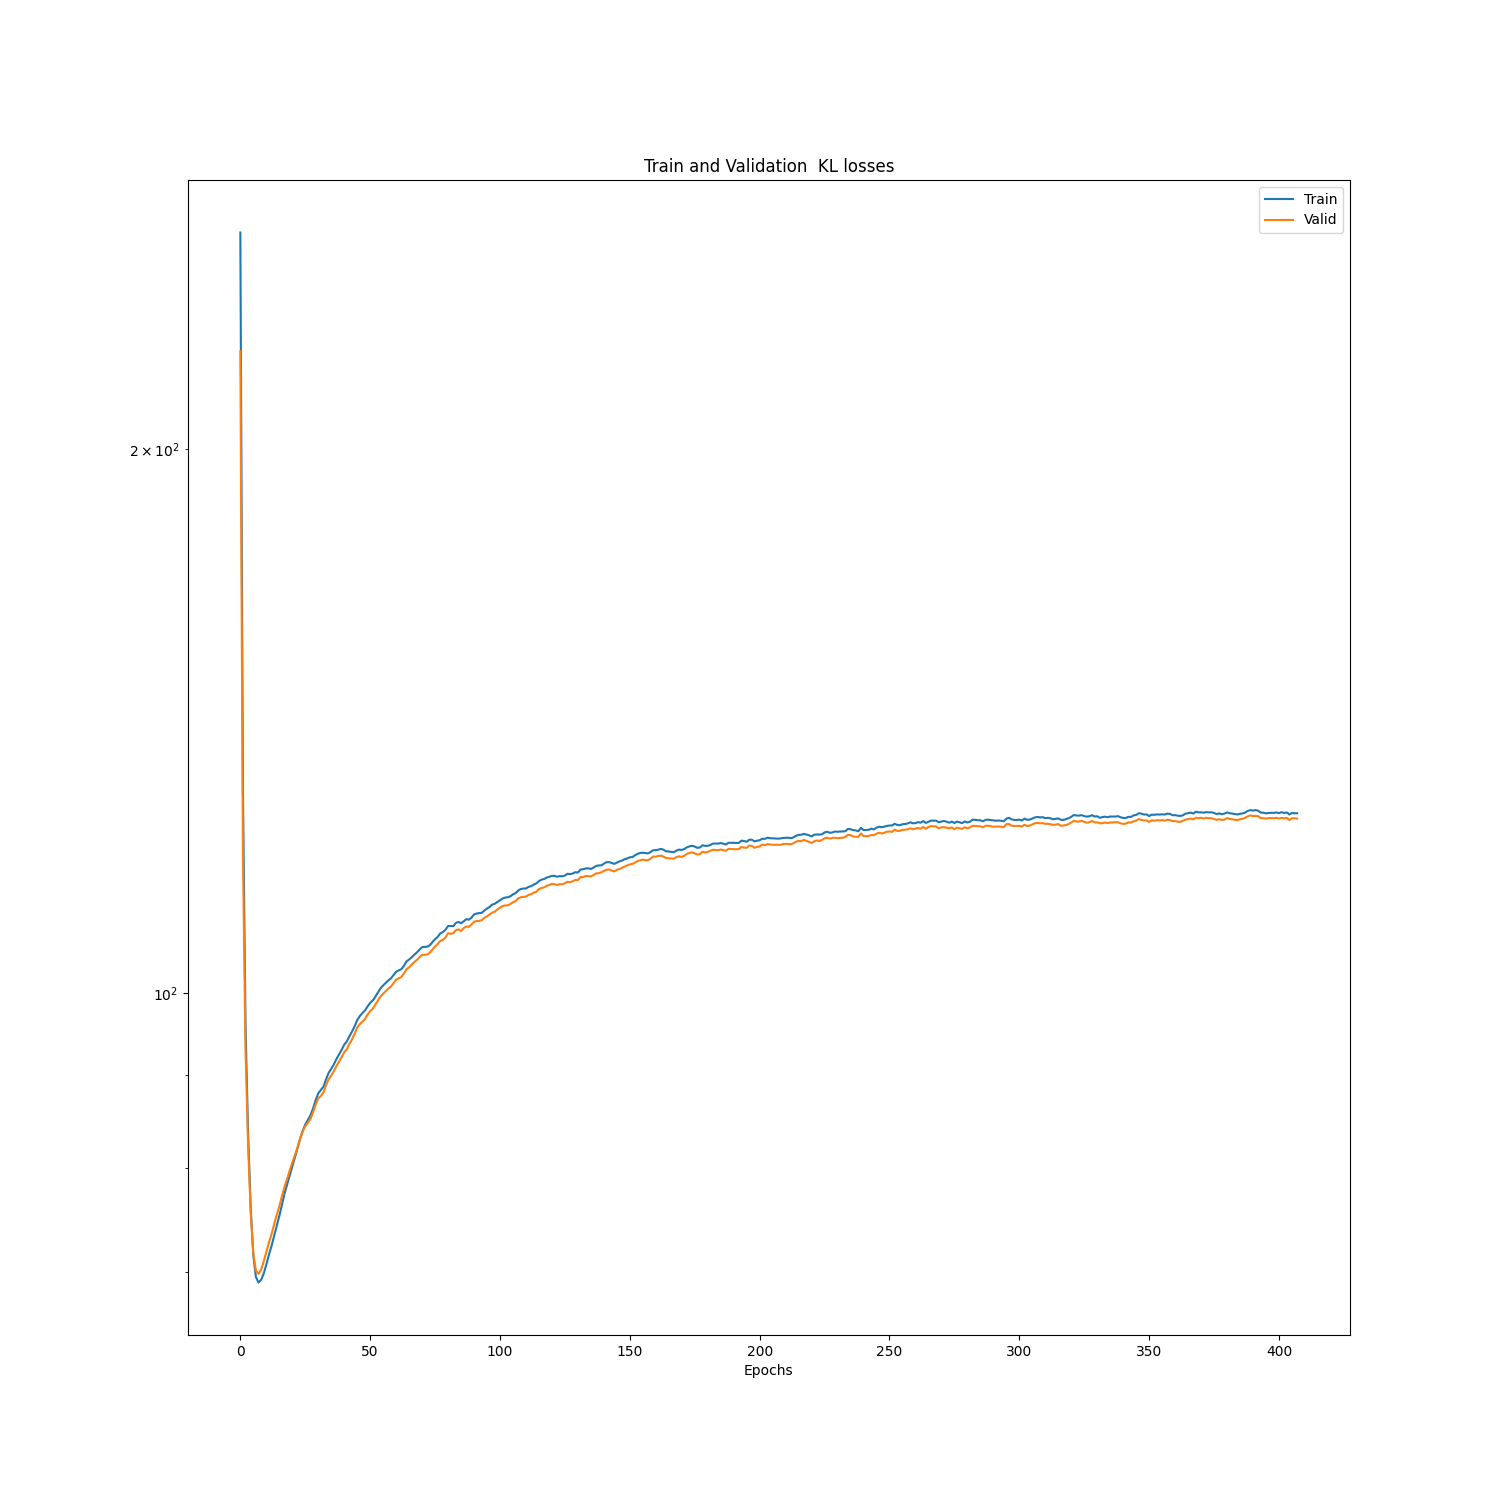 Train and Validation  KL losses
Train
Valid
2 × 10²
10²
0 50 100 150 200 250 300 350 400
Epochs